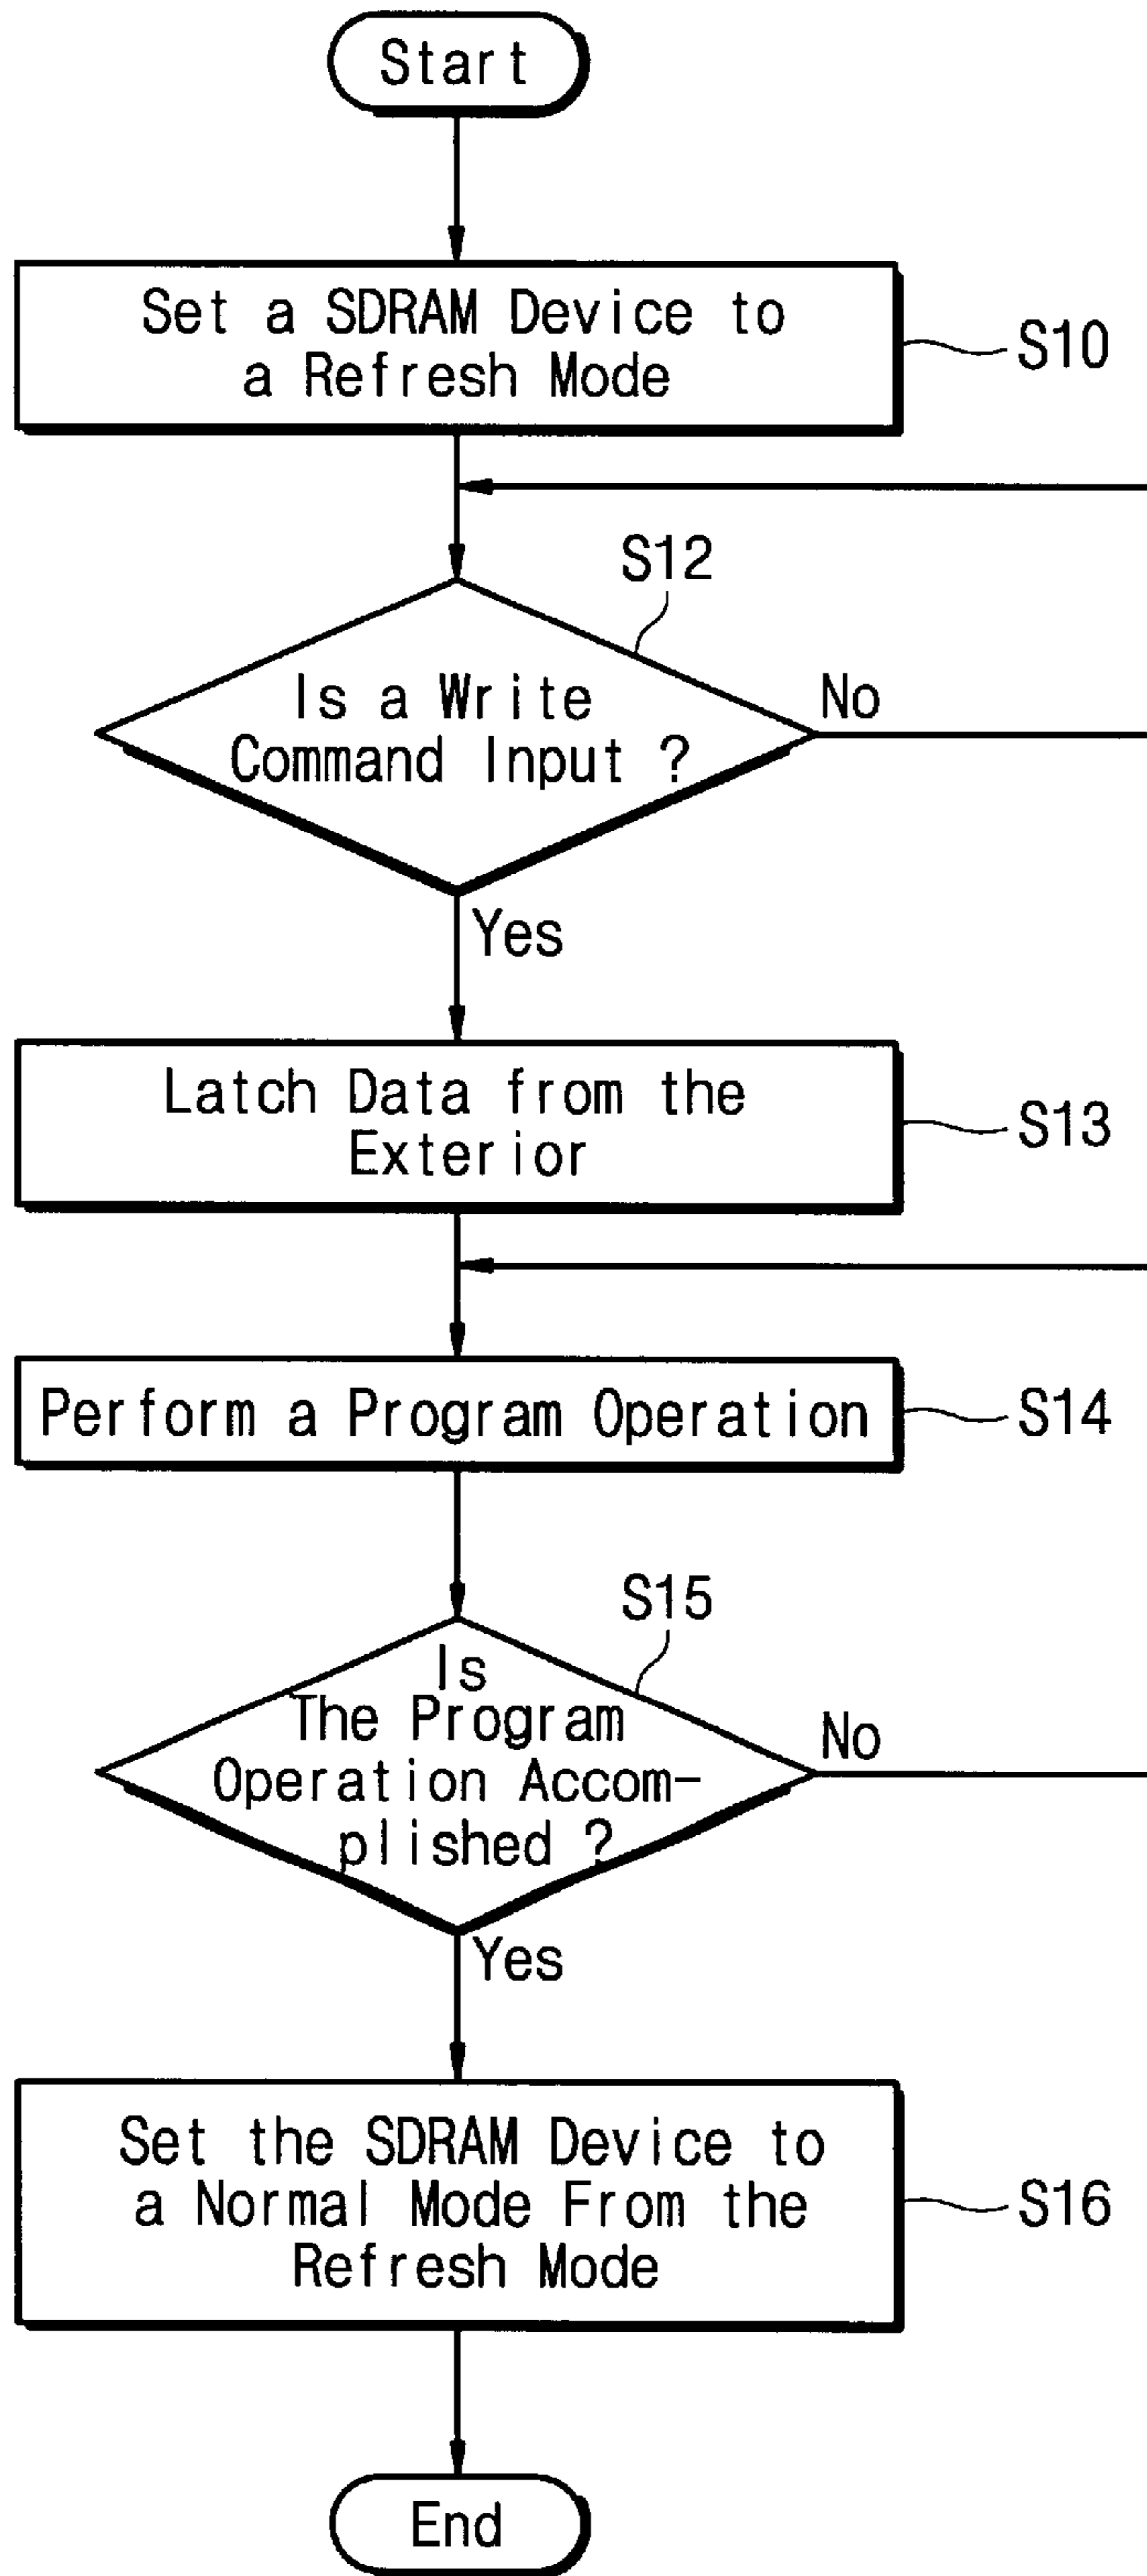 Start
Set a SDRAM Device to
a Refresh Mode
S10
S12
Is a Write
Command Input ?
No
Yes
Latch Data from the
Exterior
S13
Perform a Program Operation
S14
S15
Is
The Program
Operation Accom-
plished ?
No
Yes
Set the SDRAM Device to
a Normal Mode From the
Refresh Mode
S16
End